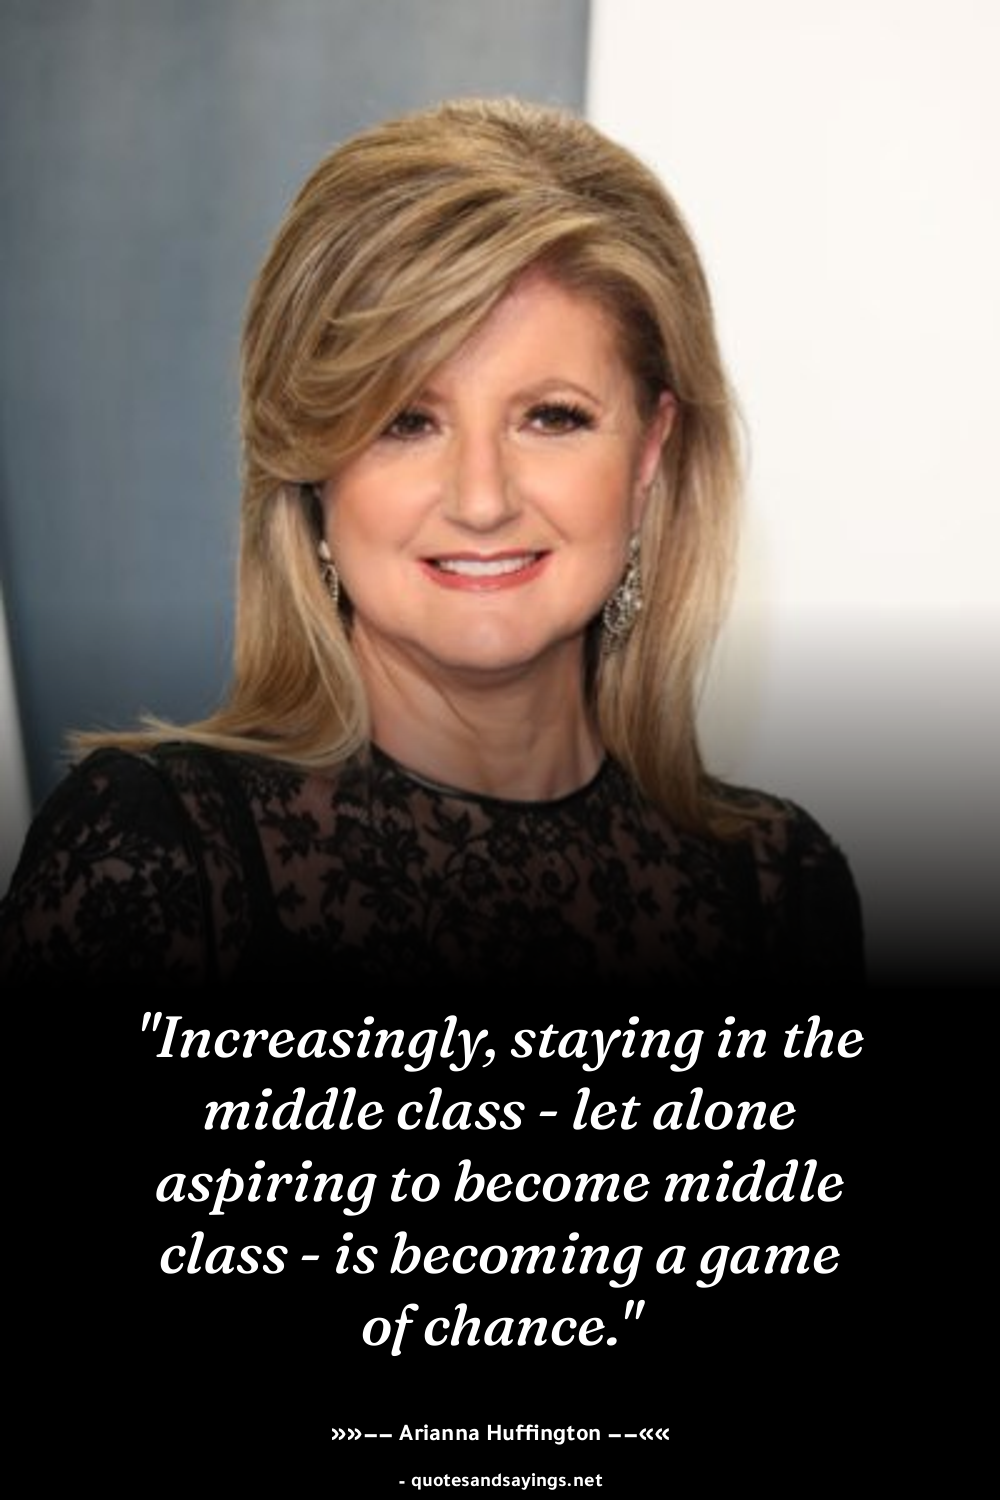 "Increasingly, staying in the
middle class - let alone
aspiring to become middle
class - is becoming a game
of chance."
»»–– Arianna Huffington ––««
- quotesandsayings.net